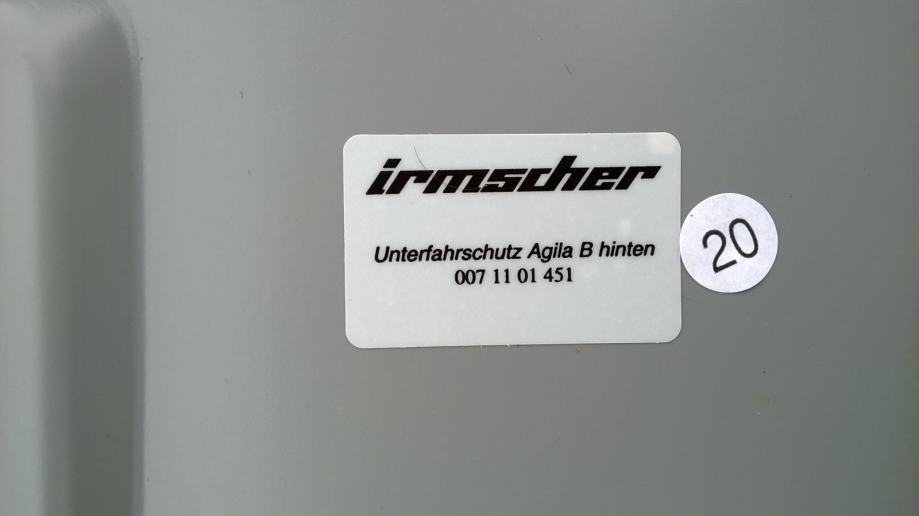 irmscher
Unterfahrschutz Agila B hinten
007 11 01 451
20